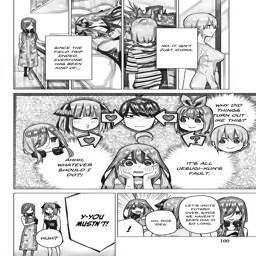 NO, IT ISN'T
JUST ICHIKA.
SINCE THE
FIELD TRIP
ENDED,
EVERYONE
HAS BEEN
KIND OF...
WHY DID
THINGS
TURN OUT
LIKE THIS?
IT'S ALL
UESUGI-KUN'S
FAULT.
AHHH,
WHATEVER
SHOULD I
DO?!
LET'S INVITE
FUTARO
OVER, SINCE
WE HAVEN'T
BEEN IN
SO LONG.
OH, NICE
IDEA.
Y-YOU
MUSTN'T!
HUH?
100